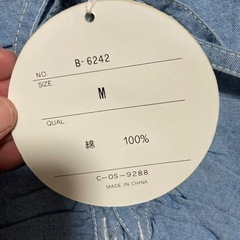 NO. B-6242
SIZE.
M
QUAL.
綿 100%
C-OS-9288
MADE IN CHINA